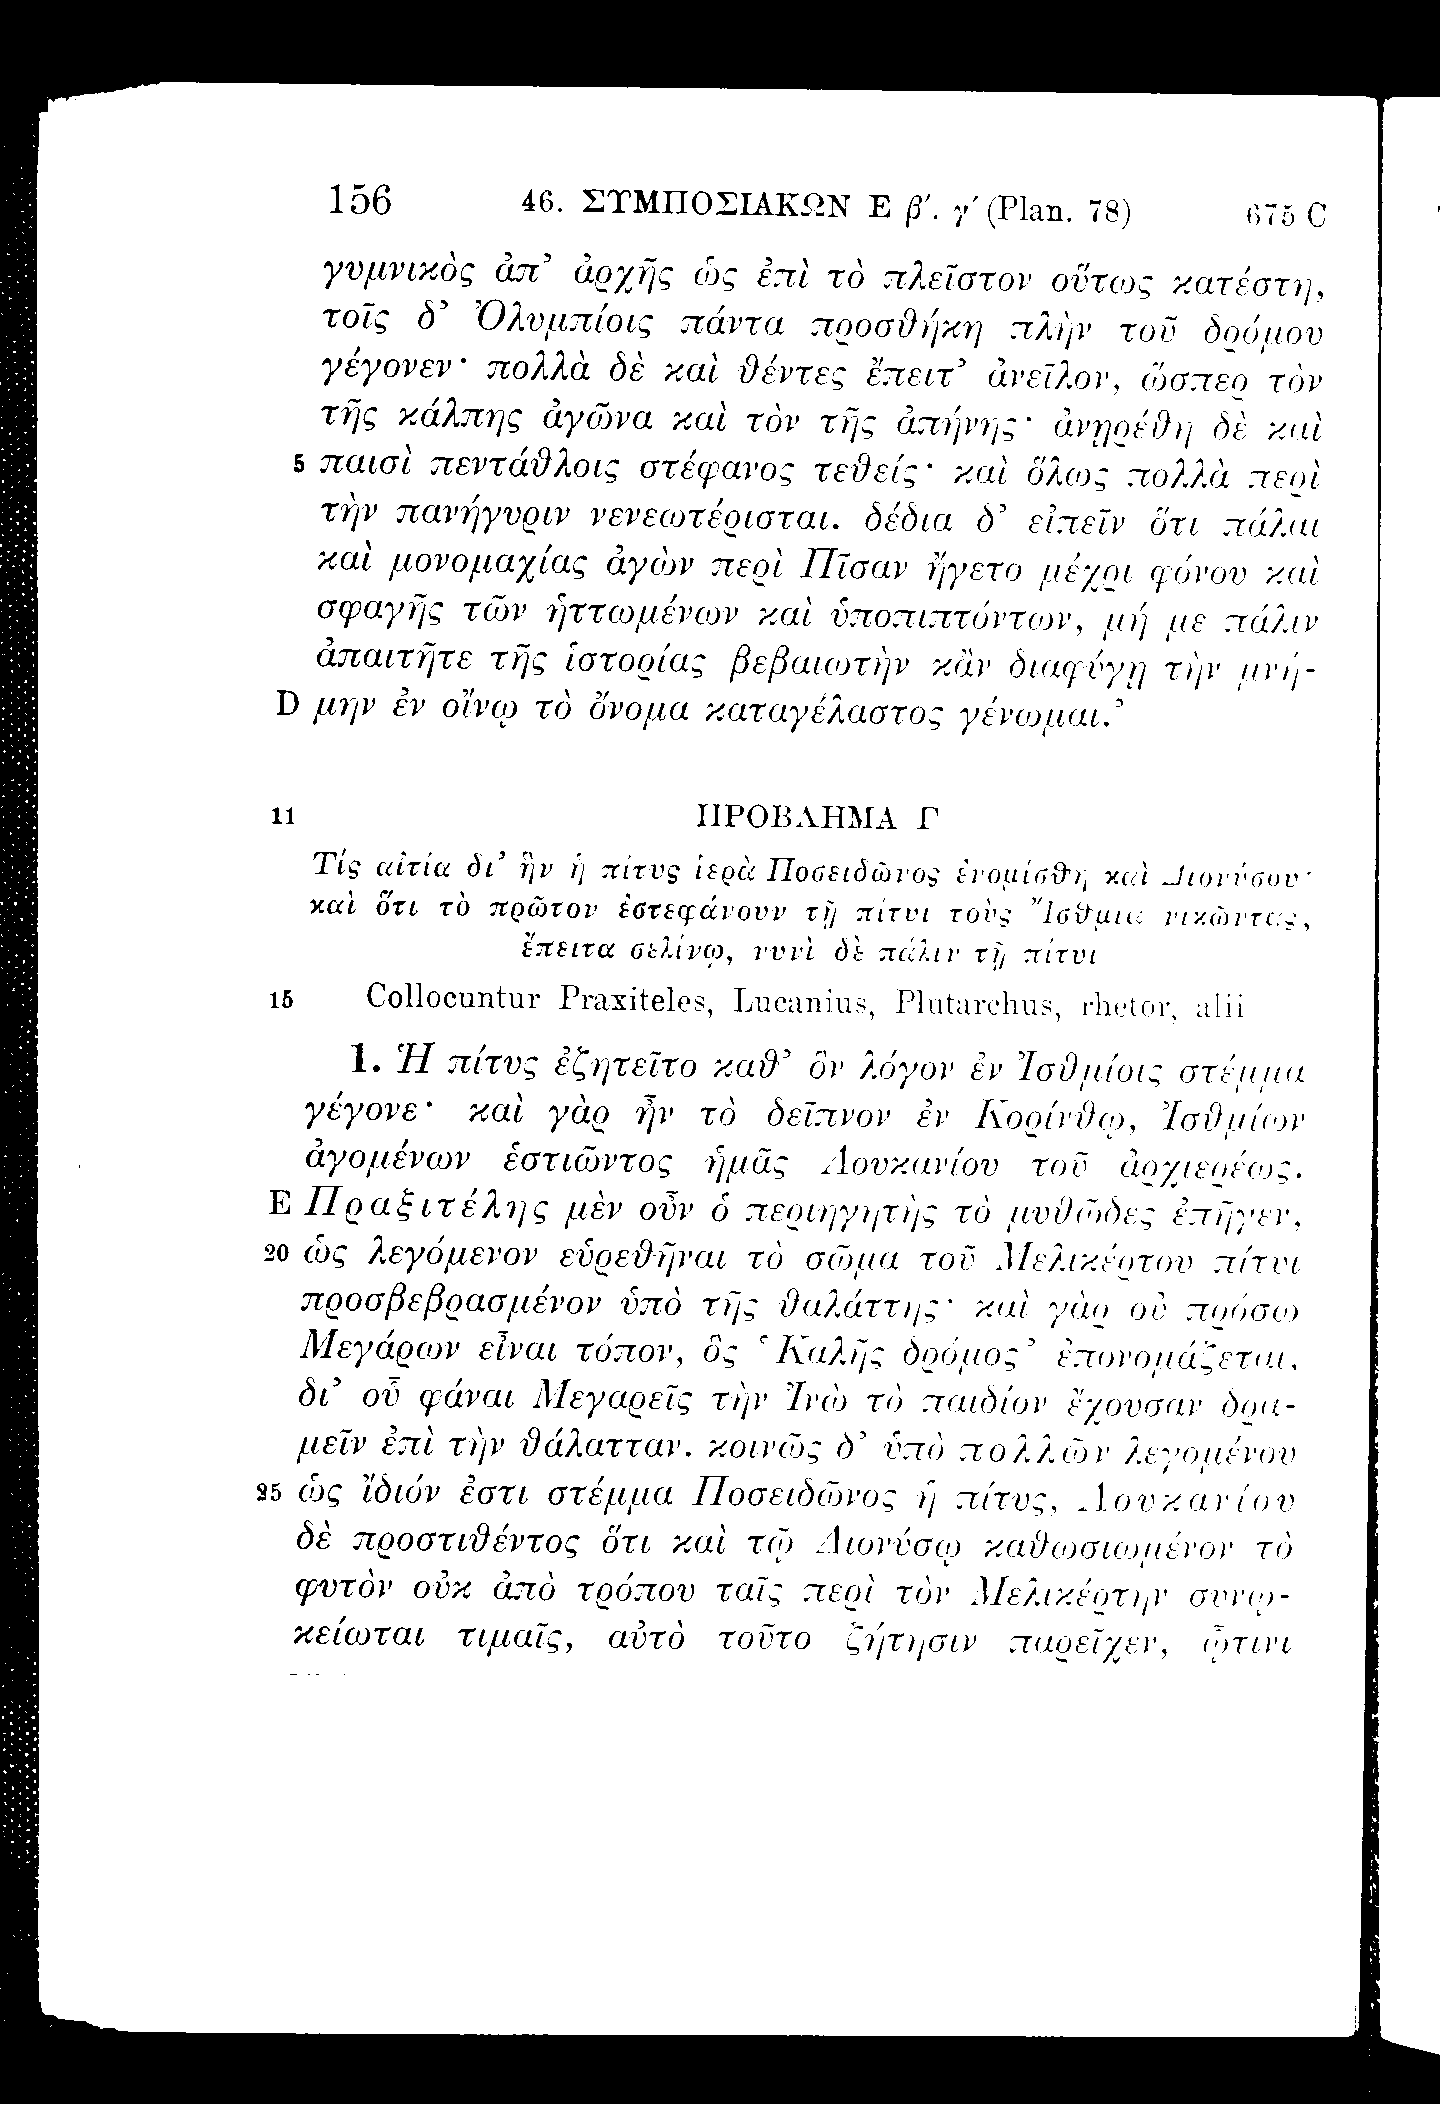 156 46. ΣΥΜΠΟΣΙΑΚΩΝ Ε β΄. γ΄ (Plan. 78) 675 C
γυμνικὸς ἀπ’ ἀρχῆς ὡς ἐπὶ τὸ πλεῖστον οὕτως κατέστη,
τοῖς δ’ Ὀλυμπίοις πάντα προσθήκη πλὴν τοῦ δρόμου
γέγονεν· πολλὰ δὲ καὶ θέντες ἔπειτ’ ἀνεῖλον, ὥσπερ τὸν
τῆς κάλπης ἀγῶνα καὶ τὸν τῆς ἀπήνης· ἀνῃρέθη δὲ καὶ
5 παισὶ πεντάθλοις στέφανος τεθείς· καὶ ὅλως πολλὰ περὶ
τὴν πανήγυριν νενεωτέρισται. δέδια δ’ εἰπεῖν ὅτι πάλαι
καὶ μονομαχίας ἀγὼν περὶ Πῖσαν ἤγετο μέχρι φόνου καὶ
σφαγῆς τῶν ἡττωμένων καὶ ὑποπιπτόντων, μή με πάλιν
ἀπαιτῆτε τῆς ἱστορίας βεβαιωτὴν κἂν διαφύγῃ τὴν μνή-
D μην ἐν οἴνῳ τὸ ὄνομα καταγέλαστος γένωμαι.’
11 ΠΡΟΒΛΗΜΑ Γ
Τίς αἰτία δι’ ἣν ἡ πίτυς ἱερὰ Ποσειδῶνος ἐνομίσθη καὶ Διονύσου·
καὶ ὅτι τὸ πρῶτον ἐστεφάνουν τῇ πίτυι τοὺς Ἴσθμια νικῶντας,
ἔπειτα σελίνῳ, νυνὶ δὲ πάλιν τῇ πίτυι
15 Collocuntur Praxiteles, Lucanius, Plutarchus, rhetor, alii
1. Ἡ πίτυς ἐζητεῖτο καθ’ ὃν λόγον ἐν Ἰσθμίοις στέμμα
γέγονε· καὶ γὰρ ἦν τὸ δεῖπνον ἐν Κορίνθῳ, Ἰσθμίων
ἀγομένων ἑστιῶντος ἡμᾶς Λουκανίου τοῦ ἀρχιερέως.
E Πραξιτέλης μὲν οὖν ὁ περιηγητὴς τὸ μυθῶδες ἐπῆγεν,
20 ὡς λεγόμενον εὑρεθῆναι τὸ σῶμα τοῦ Μελικέρτου πίτυι
προσβεβρασμένον ὑπὸ τῆς θαλάττης· καὶ γὰρ οὐ πρόσω
Μεγάρων εἶναι τόπον, ὃς ‘Καλῆς δρόμος’ ἐπονομάζεται,
δι’ οὗ φάναι Μεγαρεῖς τὴν Ἰνὼ τὸ παιδίον ἔχουσαν δρα-
μεῖν ἐπὶ τὴν θάλατταν. κοινῶς δ’ ὑπὸ πολλῶν λεγομένου
25 ὡς ἴδιόν ἐστι στέμμα Ποσειδῶνος ἡ πίτυς, Λουκανίου
δὲ προστιθέντος ὅτι καὶ τῷ Διονύσῳ καθωσιωμένον τὸ
φυτὸν οὐκ ἀπὸ τρόπου ταῖς περὶ τὸν Μελικέρτην συνῳ-
κείωται τιμαῖς, αὐτὸ τοῦτο ζήτησιν παρεῖχεν, ᾧτινι